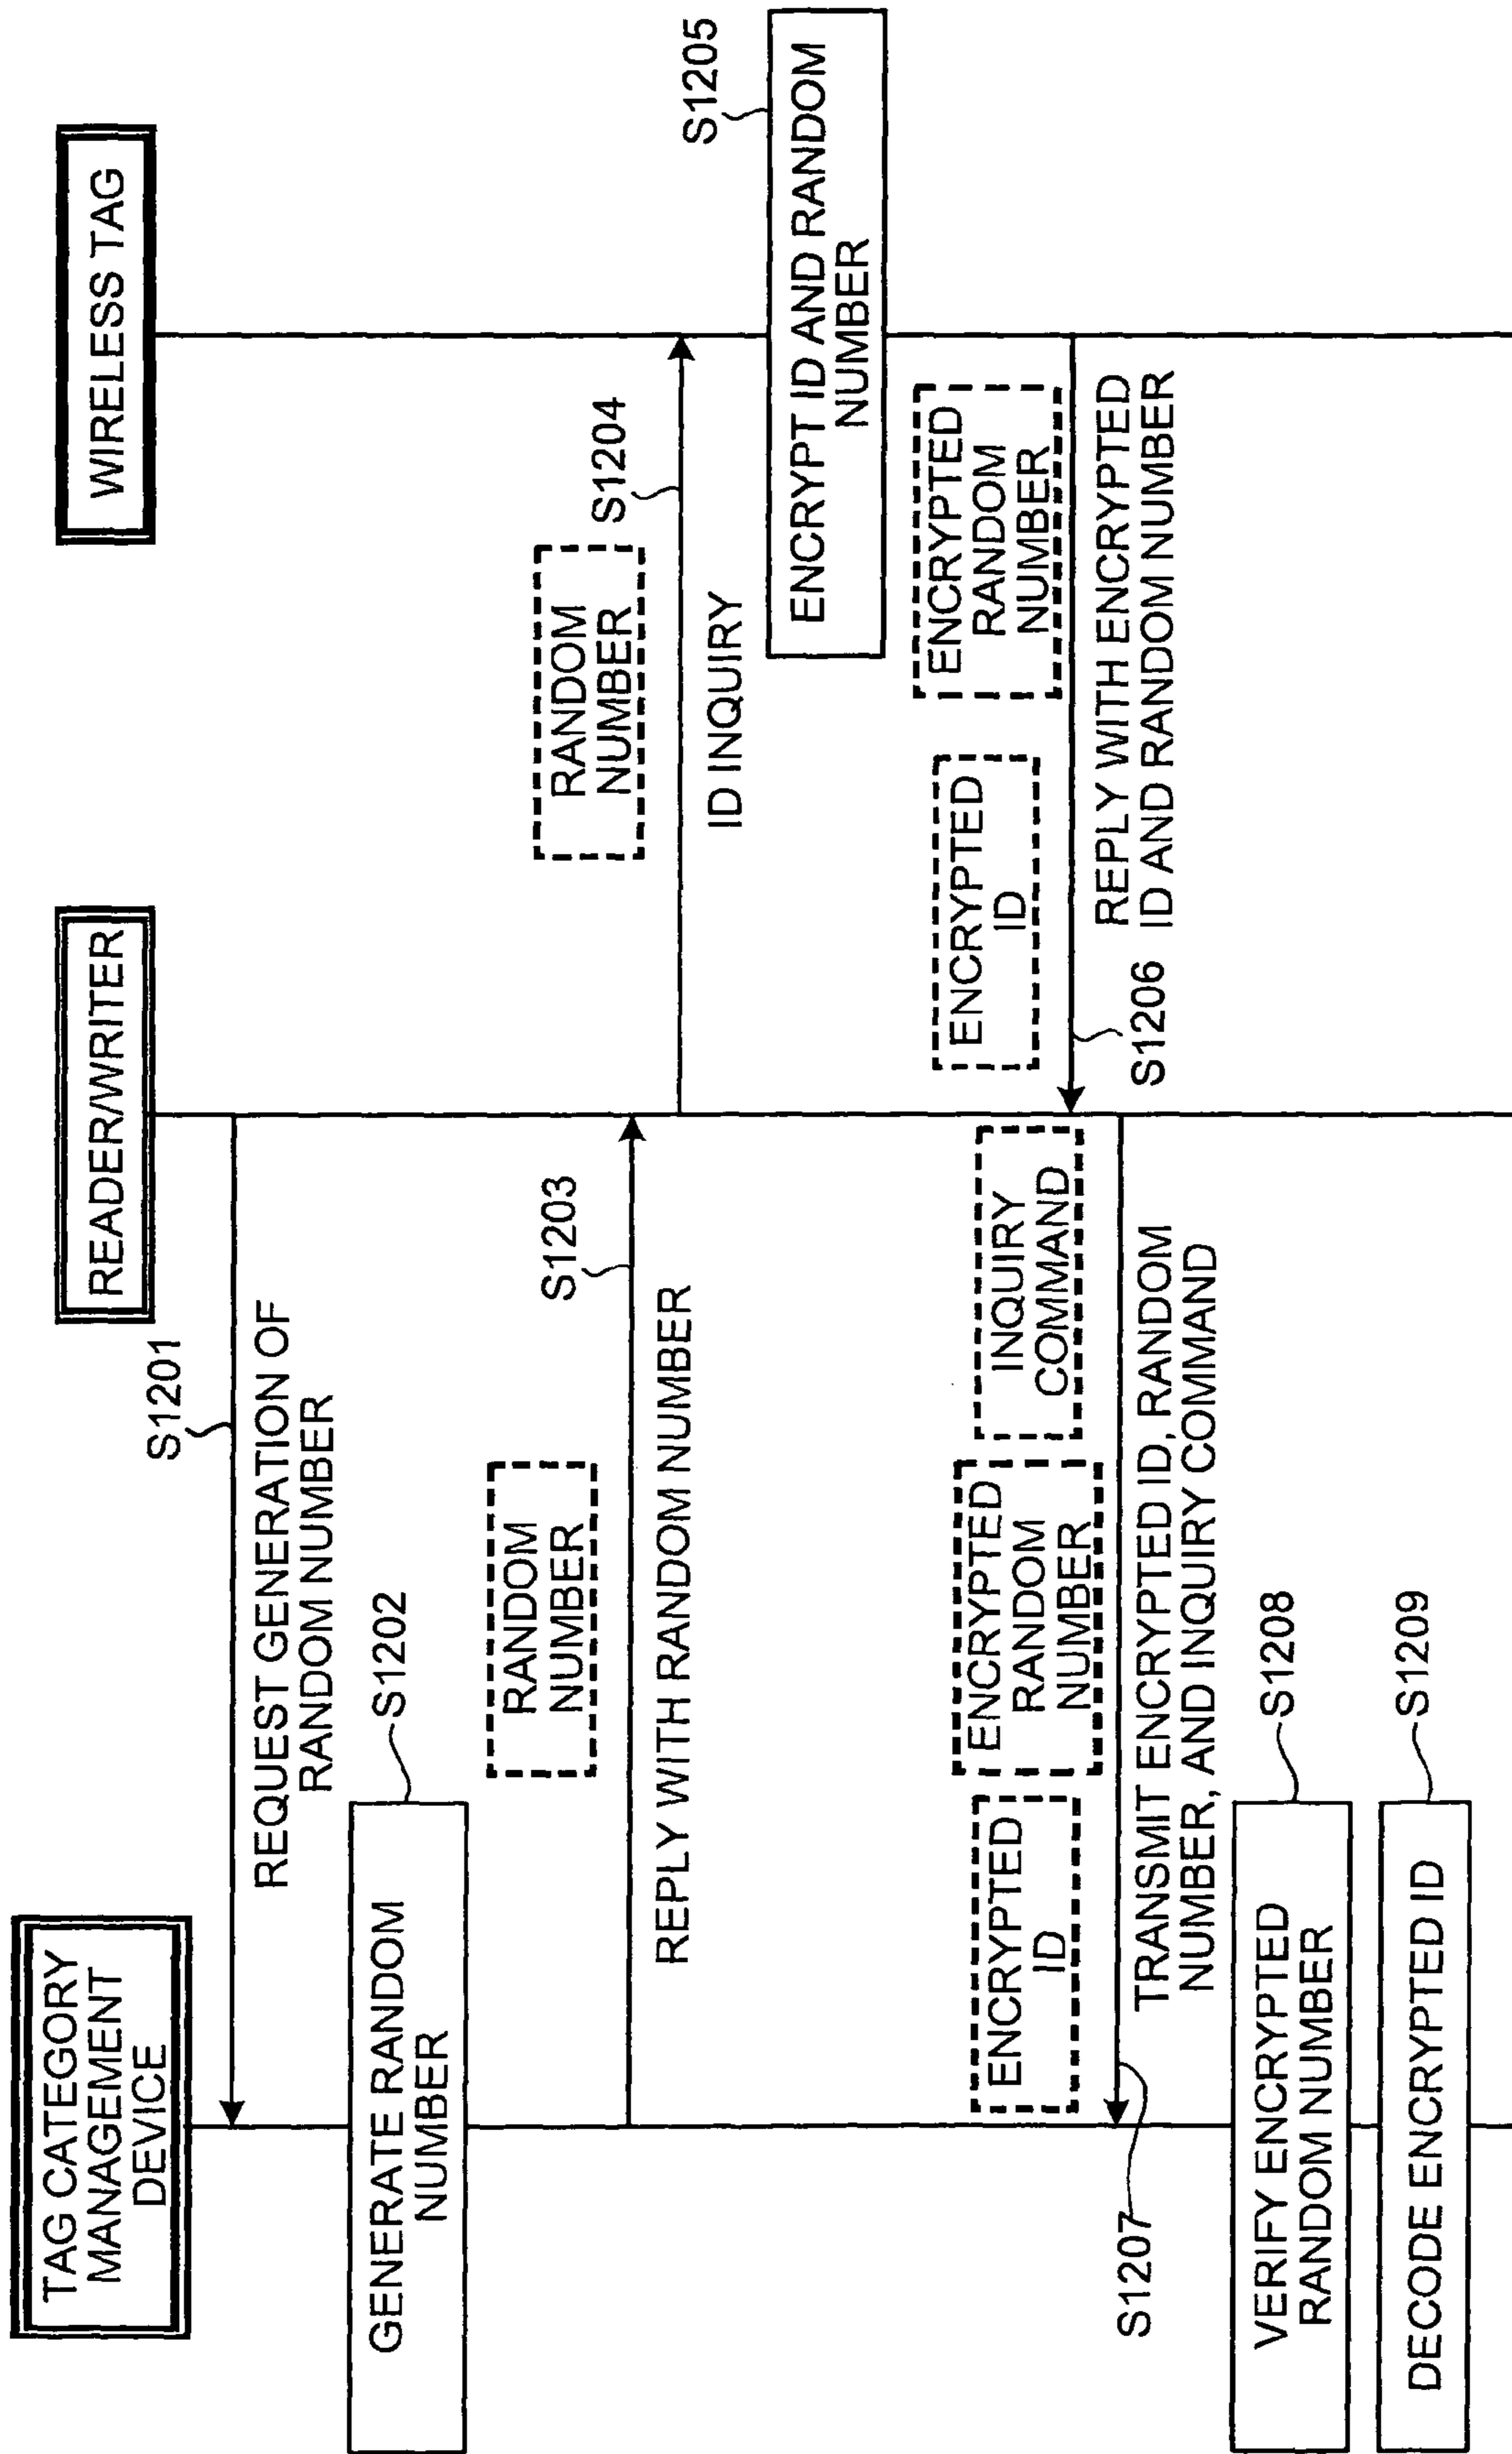 TAG CATEGORY
MANAGEMENT
DEVICE
READER/WRITER
WIRELESS TAG
S1201
REQUEST GENERATION OF
RANDOM NUMBER
GENERATE RANDOM
NUMBER
S1202
RANDOM
NUMBER
S1203
REPLY WITH RANDOM NUMBER
RANDOM
NUMBER
S1204
ID INQUIRY
S1205
ENCRYPT ID AND RANDOM
NUMBER
ENCRYPTED
ID
ENCRYPTED
RANDOM
NUMBER
S1206
REPLY WITH ENCRYPTED
ID AND RANDOM NUMBER
ENCRYPTED
ID
ENCRYPTED
RANDOM
NUMBER
INQUIRY
COMMAND
S1207
TRANSMIT ENCRYPTED ID, RANDOM
NUMBER, AND INQUIRY COMMAND
VERIFY ENCRYPTED
RANDOM NUMBER
S1208
DECODE ENCRYPTED ID
S1209